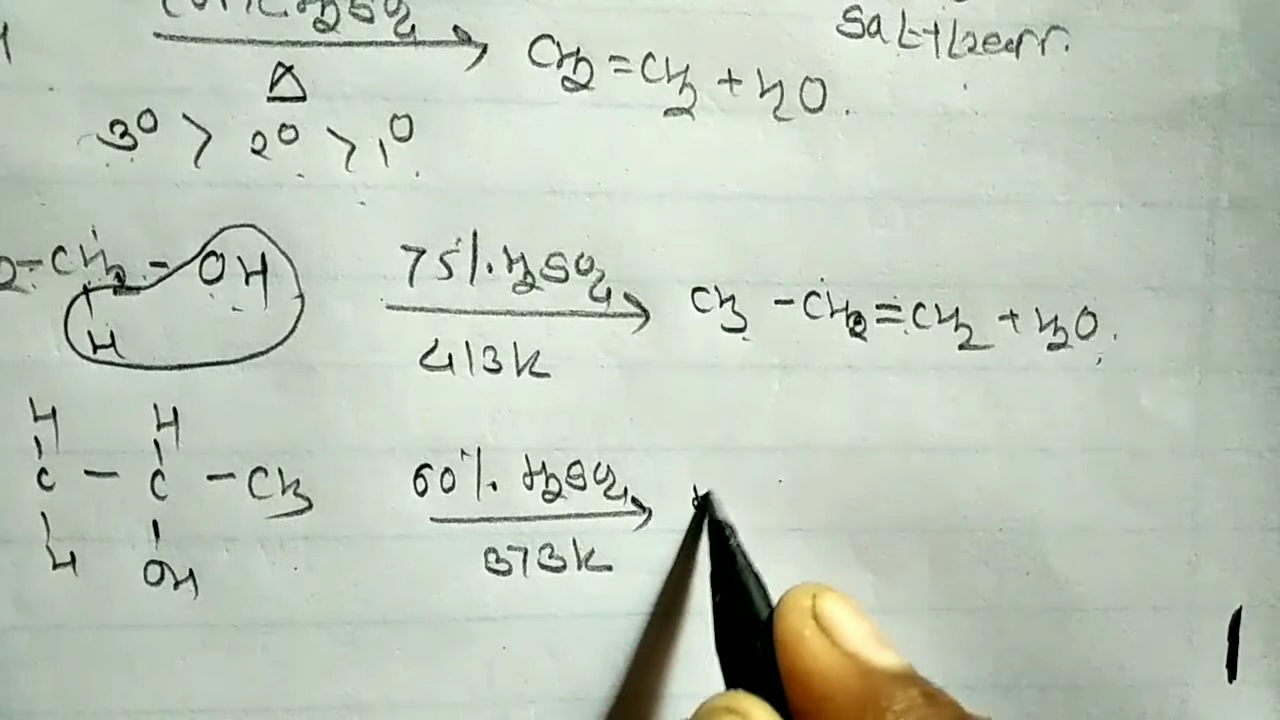 CH2=CH2 + H2O.
△
3° > 2° > 1°
-CH2-OH 75%.H2SO4 CH3-CH2=CH2 + H2O.
H 413K
H H
C - C - CH3 60%. H2SO4
H OH 373K